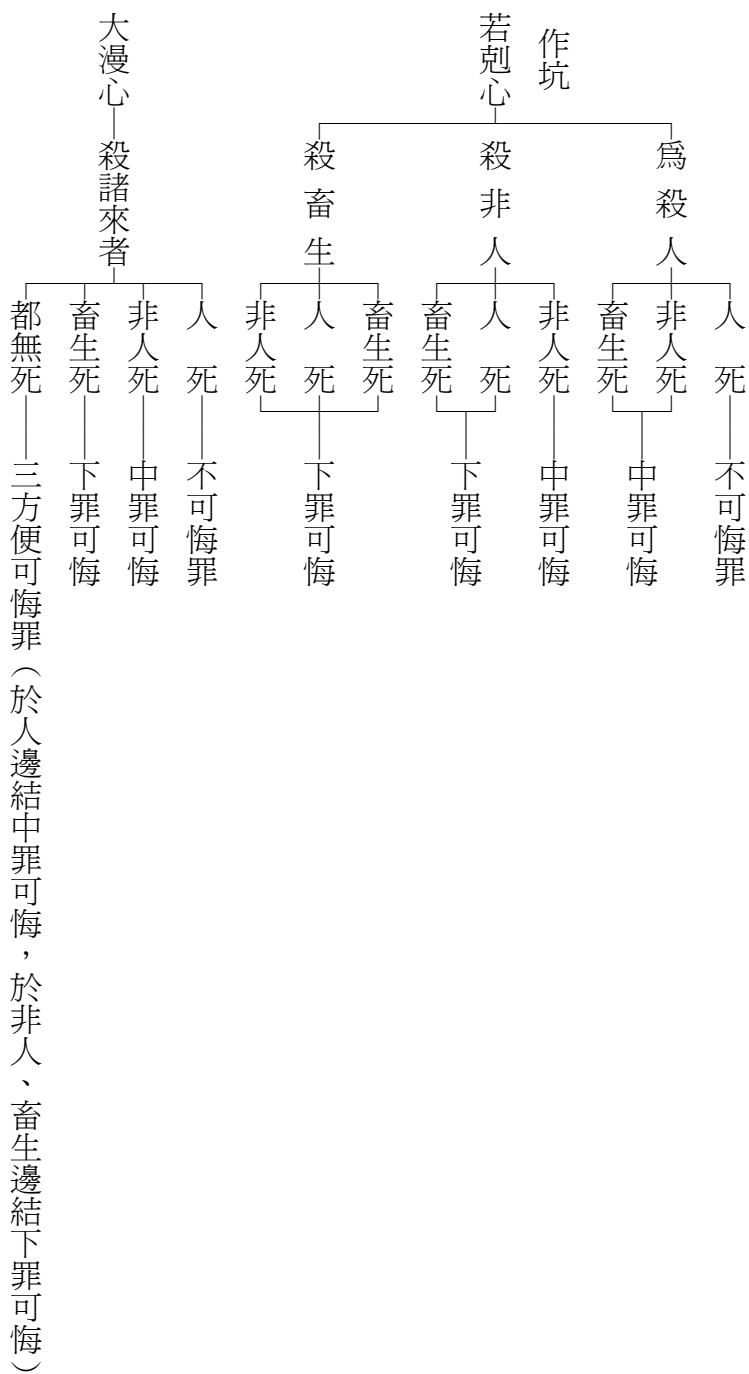 作坑
若剋心
爲殺人
人死
不可悔罪
非人死
畜生死
中罪可悔
殺非人
非人死
中罪可悔
人死
畜生死
下罪可悔
殺畜生
畜生死
人死
非人死
下罪可悔
大漫心
殺諸來者
人死
不可悔罪
非人死
中罪可悔
畜生死
下罪可悔
都無死
三方便可悔罪（於人邊結中罪可悔，於非人、畜生邊結下罪可悔）